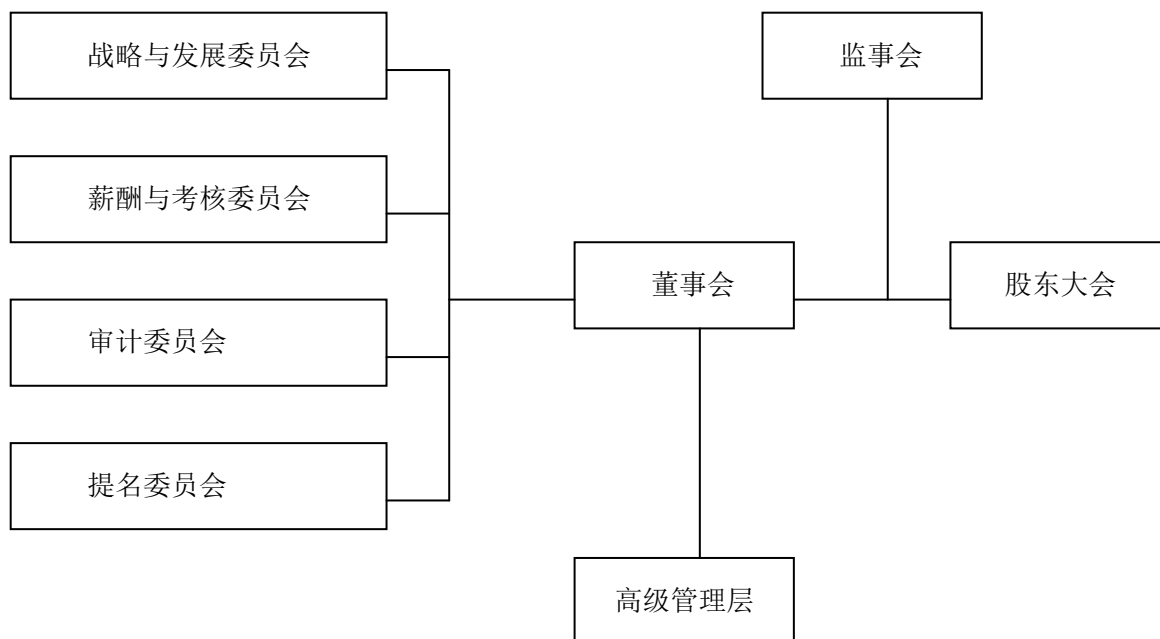 战略与发展委员会
监事会
薪酬与考核委员会
董事会
股东大会
审计委员会
提名委员会
高级管理层